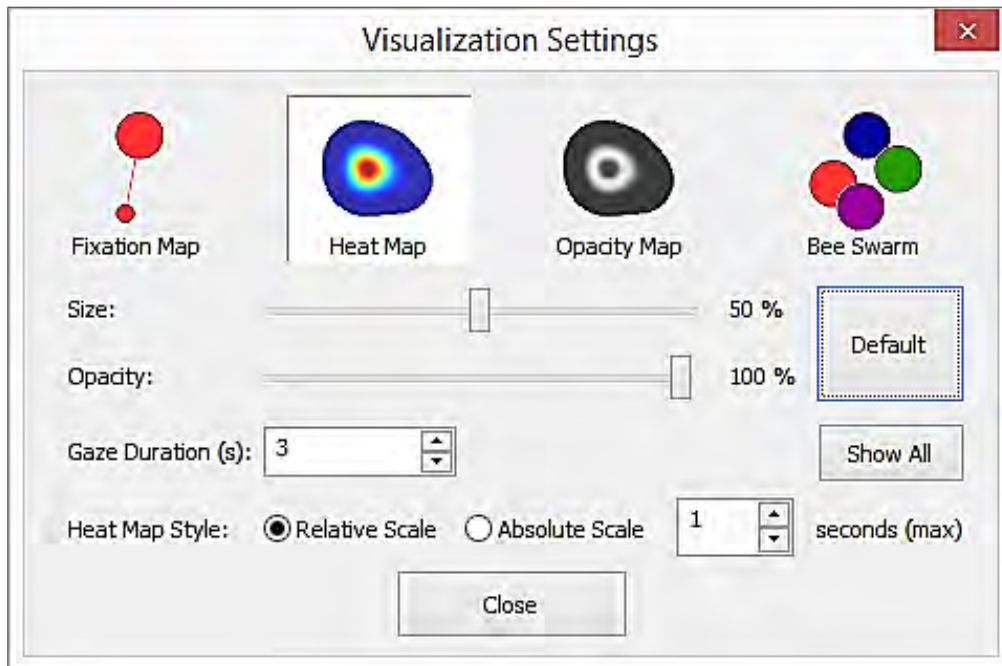 Visualization Settings
Fixation Map Heat Map Opacity Map Bee Swarm
Size: 50 %
Default
Opacity: 100 %
Gaze Duration (s): 3 Show All
Heat Map Style: Relative Scale Absolute Scale 1 seconds (max)
Close